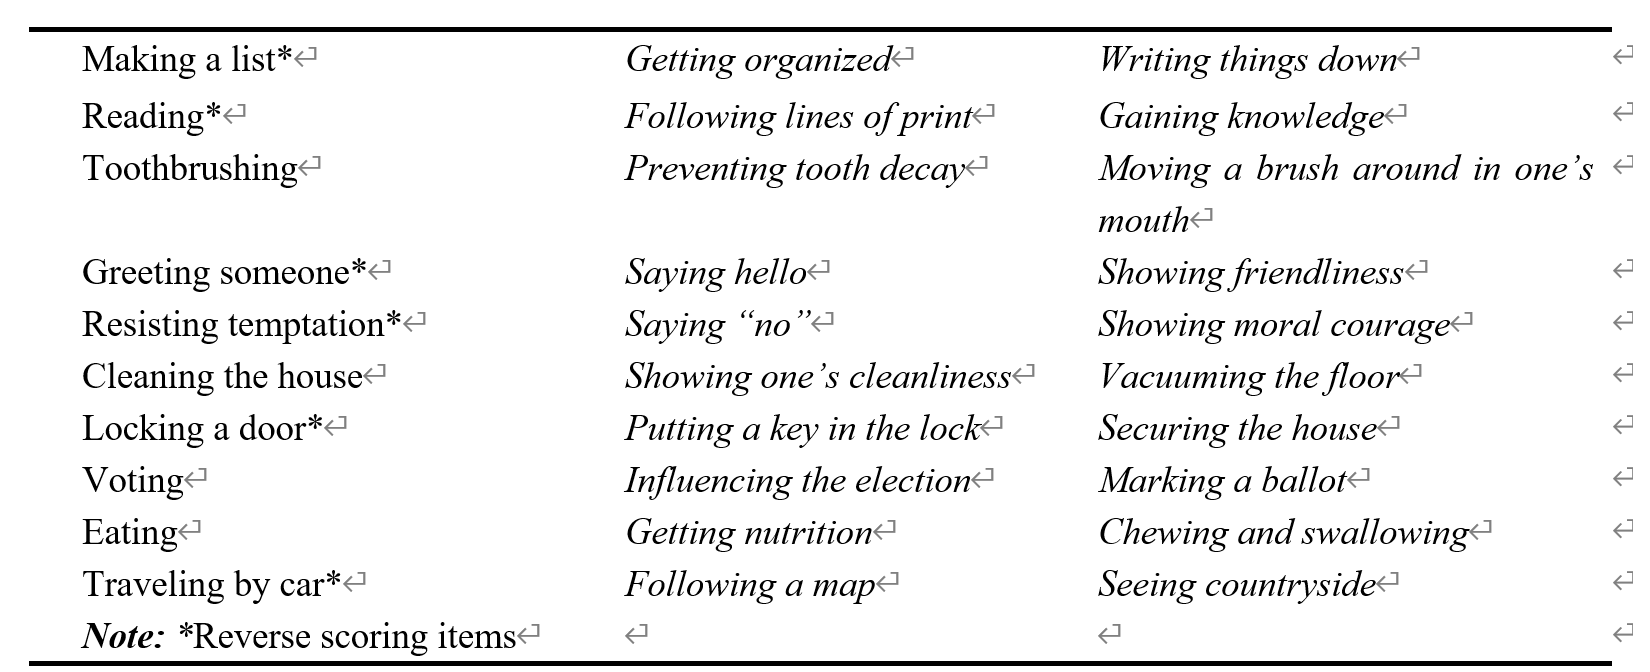 Making a list* Getting organized Writing things down
Reading* Following lines of print Gaining knowledge
Toothbrushing Preventing tooth decay Moving a brush around in one’s
mouth
Greeting someone* Saying hello Showing friendliness
Resisting temptation* Saying “no” Showing moral courage
Cleaning the house Showing one’s cleanliness Vacuuming the floor
Locking a door* Putting a key in the lock Securing the house
Voting Influencing the election Marking a ballot
Eating Getting nutrition Chewing and swallowing
Traveling by car* Following a map Seeing countryside
Note: *Reverse scoring items